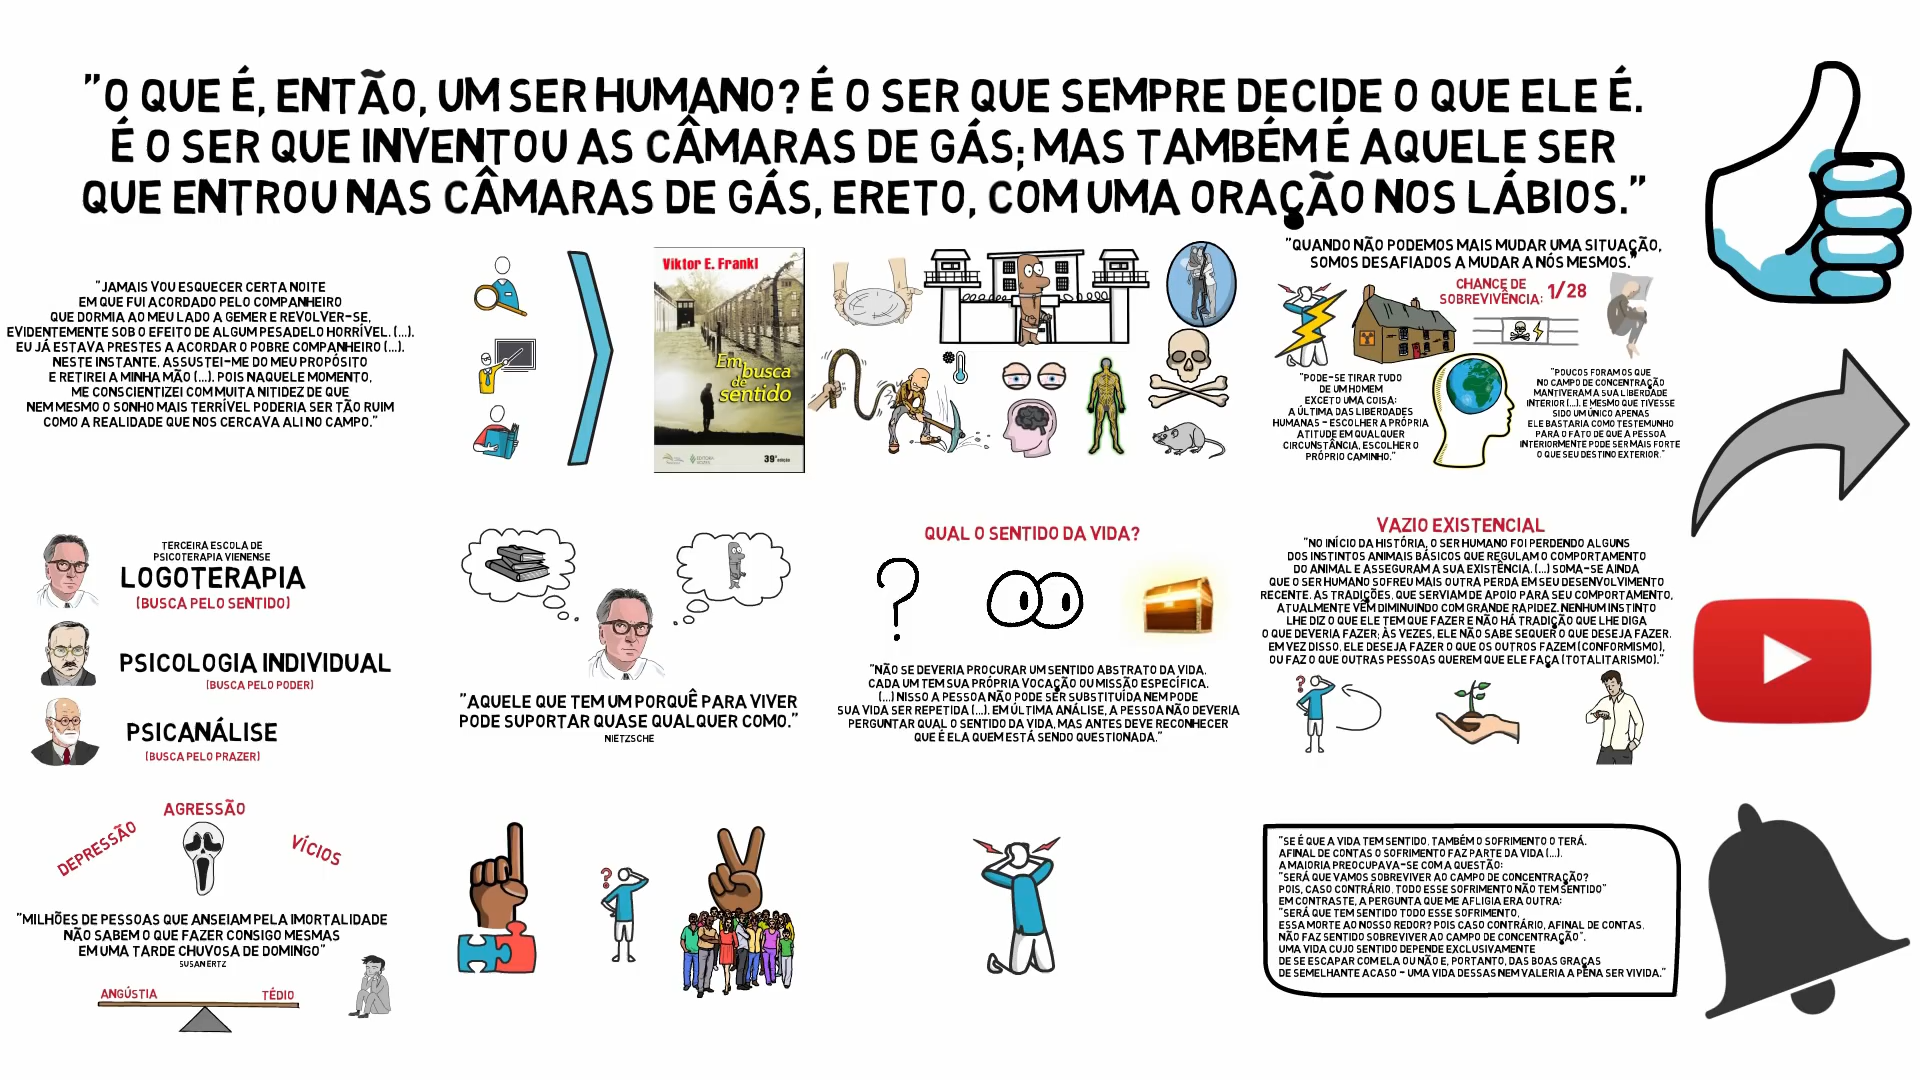 "O QUE É, ENTÃO, UM SER HUMANO? É O SER QUE SEMPRE DECIDE O QUE ELE É.
É O SER QUE INVENTOU AS CÂMARAS DE GÁS; MAS TAMBÉM É AQUELE SER
QUE ENTROU NAS CÂMARAS DE GÁS, ERETO, COM UMA ORAÇÃO NOS LÁBIOS."
"JAMAIS VOU ESQUECER CERTA NOITE
EM QUE FUI ACORDADO PELO COMPANHEIRO
QUE DORMIA AO MEU LADO A GEMER E REVOLVER-SE,
EVIDENTEMENTE SOB O EFEITO DE ALGUM PESADELO HORRÍVEL. (...).
EU JÁ ESTAVA PRESTES A ACORDAR O POBRE COMPANHEIRO (...).
NESTE INSTANTE, ASSUSTEI-ME DO MEU PROPÓSITO
E RETIREI A MINHA MÃO (...). POIS NAQUELE MOMENTO,
ME CONSCIENTIZEI COM MUITA NITIDEZ DE QUE
NEM MESMO O SONHO MAIS TERRÍVEL PODERIA SER TÃO RUIM
COMO A REALIDADE QUE NOS CERCAVA ALI NO CAMPO."
Viktor E. Frankl
Em
busca
de
sentido
EDITORA
VOZES
39ª edição
"QUANDO NÃO PODEMOS MAIS MUDAR UMA SITUAÇÃO,
SOMOS DESAFIADOS A MUDAR A NÓS MESMOS."
CHANCE DE
SOBREVIVÊNCIA: 1/28
"PODE-SE TIRAR TUDO
DE UM HOMEM
EXCETO UMA COISA:
A ÚLTIMA DAS LIBERDADES
HUMANAS - ESCOLHER A PRÓPRIA
ATITUDE EM QUALQUER
CIRCUNSTÂNCIA, ESCOLHER O
PRÓPRIO CAMINHO."
"POUCOS FORAM OS QUE
NO CAMPO DE CONCENTRAÇÃO
MANTIVERAM A SUA LIBERDADE
INTERIOR (...). E MESMO QUE TIVESSE
SIDO UM ÚNICO APENAS
ELE BASTARIA COMO TESTEMUNHO
PARA O FATO DE QUE A PESSOA
INTERIORMENTE PODE SER MAIS FORTE
O QUE SEU DESTINO EXTERIOR."
TERCEIRA ESCOLA DE
PSICOTERAPIA VIENENSE
LOGOTERAPIA
(BUSCA PELO SENTIDO)
PSICOLOGIA INDIVIDUAL
(BUSCA PELO PODER)
PSICANÁLISE
(BUSCA PELO PRAZER)
"AQUELE QUE TEM UM PORQUÊ PARA VIVER
PODE SUPORTAR QUASE QUALQUER COMO."
NIETZSCHE
QUAL O SENTIDO DA VIDA?
?
"NÃO SE DEVERIA PROCURAR UM SENTIDO ABSTRATO DA VIDA.
CADA UM TEM SUA PRÓPRIA VOCAÇÃO OU MISSÃO ESPECÍFICA.
(...) NISSO A PESSOA NÃO PODE SER SUBSTITUÍDA NEM PODE
SUA VIDA SER REPETIDA (...). EM ÚLTIMA ANÁLISE, A PESSOA NÃO DEVERIA
PERGUNTAR QUAL O SENTIDO DA VIDA, MAS ANTES DEVE RECONHECER
QUE É ELA QUEM ESTÁ SENDO QUESTIONADA."
VAZIO EXISTENCIAL
"NO INÍCIO DA HISTÓRIA, O SER HUMANO FOI PERDENDO ALGUNS
DOS INSTINTOS ANIMAIS BÁSICOS QUE REGULAM O COMPORTAMENTO
DO ANIMAL E ASSEGURAM A SUA EXISTÊNCIA. (...) SOMA-SE AINDA
QUE O SER HUMANO SOFREU MAIS OUTRA PERDA EM SEU DESENVOLVIMENTO
RECENTE. AS TRADIÇÕES, QUE SERVIAM DE APOIO PARA SEU COMPORTAMENTO,
ATUALMENTE VÊM DIMINUINDO COM GRANDE RAPIDEZ. NENHUM INSTINTO
LHE DIZ O QUE ELE TEM QUE FAZER E NÃO HÁ TRADIÇÃO QUE LHE DIGA
O QUE DEVERIA FAZER; ÀS VEZES, ELE NÃO SABE SEQUER O QUE DESEJA FAZER.
EM VEZ DISSO, ELE DESEJA FAZER O QUE OS OUTROS FAZEM (CONFORMISMO),
OU FAZ O QUE OUTRAS PESSOAS QUEREM QUE ELE FAÇA (TOTALITARISMO)."
?
DEPRESSÃO
AGRESSÃO
VÍCIOS
"MILHÕES DE PESSOAS QUE ANSEIAM PELA IMORTALIDADE
NÃO SABEM O QUE FAZER CONSIGO MESMAS
EM UMA TARDE CHUVOSA DE DOMINGO"
SUSAN ERTZ
ANGÚSTIA
TÉDIO
?
"SE É QUE A VIDA TEM SENTIDO, TAMBÉM O SOFRIMENTO O TERÁ.
AFINAL DE CONTAS O SOFRIMENTO FAZ PARTE DA VIDA (...).
A MAIORIA PREOCUPAVA-SE COM A QUESTÃO:
"SERÁ QUE VAMOS SOBREVIVER AO CAMPO DE CONCENTRAÇÃO?
POIS, CASO CONTRÁRIO, TODO ESSE SOFRIMENTO NÃO TEM SENTIDO"
EM CONTRASTE, A PERGUNTA QUE ME AFLIGIA ERA OUTRA:
"SERÁ QUE TEM SENTIDO TODO ESSE SOFRIMENTO,
ESSA MORTE AO NOSSO REDOR? POIS CASO CONTRÁRIO, AFINAL DE CONTAS,
NÃO FAZ SENTIDO SOBREVIVER AO CAMPO DE CONCENTRAÇÃO".
UMA VIDA CUJO SENTIDO DEPENDE EXCLUSIVAMENTE
DE SE ESCAPAR COM ELA OU NÃO E, PORTANTO, DAS BOAS GRAÇAS
DE SEMELHANTE ACASO - UMA VIDA DESSAS NEM VALERIA A PENA SER VIVIDA."